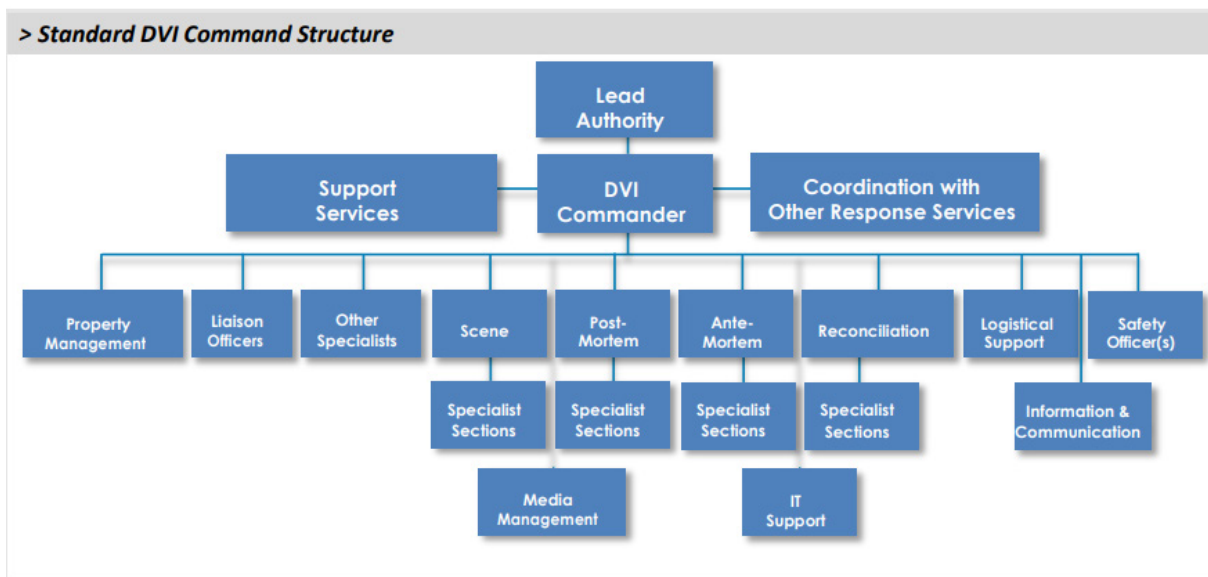 > Standard DVI Command Structure
Lead
Authority
Support
Services
DVI
Commander
Coordination with
Other Response Services
Property
Management
Liaison
Officers
Other
Specialists
Scene
Post-
Mortem
Ante-
Mortem
Reconciliation
Logistical
Support
Safety
Officer(s)
Specialist
Sections
Specialist
Sections
Specialist
Sections
Specialist
Sections
Information &
Communication
Media
Management
IT
Support